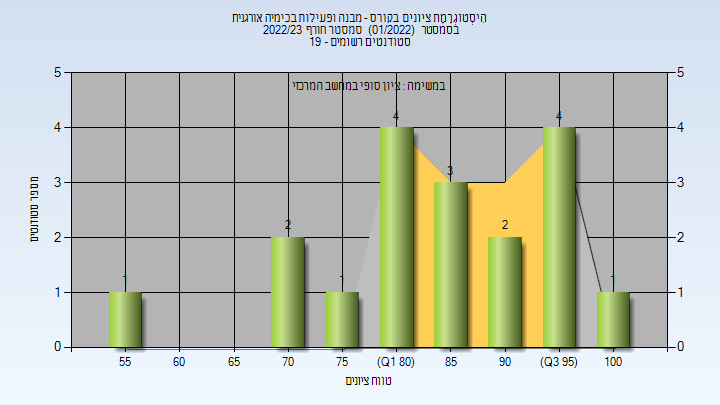 היסטוגרמת ציונים בקורס - מבנה ופעילות בכימיה אורגנית
בסמסטר (01/2022) סמסטר חורף 2022/23
סטודנטים רשומים - 19
במשימה : ציון סופי במחשב המרכזי
5 5
4 4
3 3
2 2
1 1
0 0
1 2 1 4 3 2 4 1
מספר סטודנטים
55 60 65 70 75 (Q1 80) 85 90 (Q3 95) 100
טווח ציונים